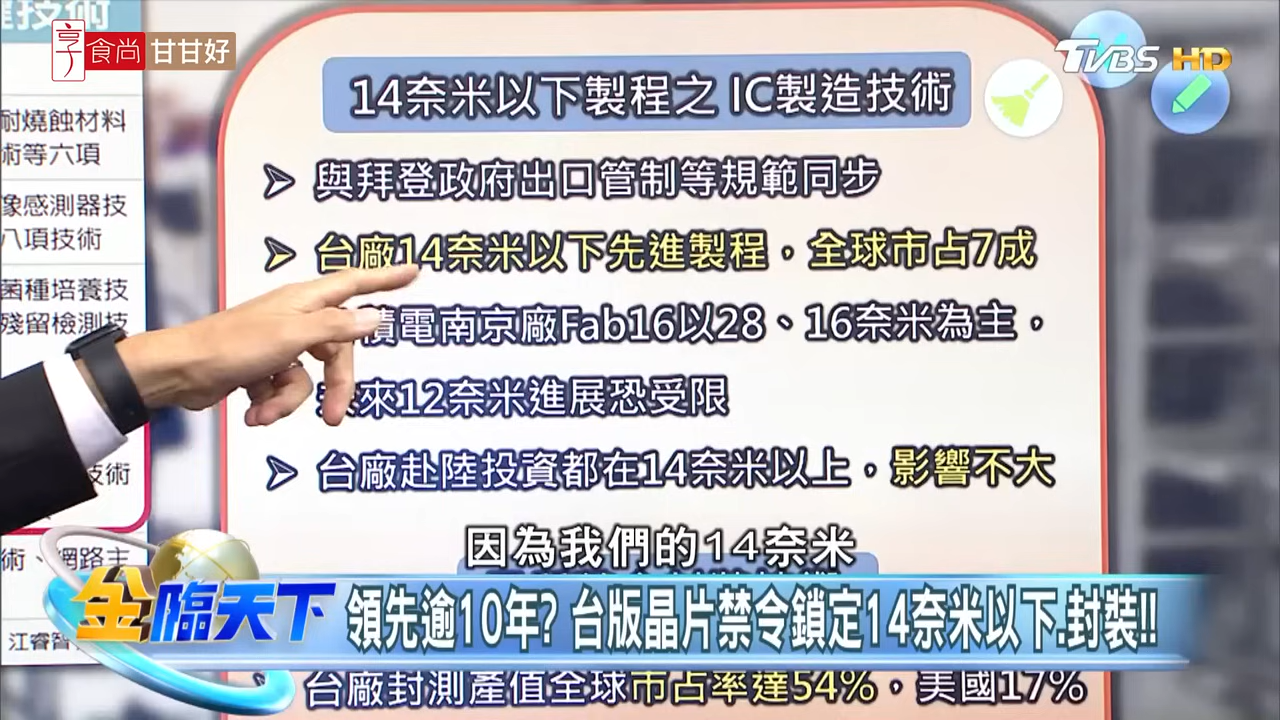 享食尚 甘甘好
TVBS HD
技術
耐燒蝕材料
術等六項
像感測器技
八項技術
菌種培養技
殘留檢測技
技術
術、網路主
14奈米以下製程之 IC製造技術
與拜登政府出口管制等規範同步
台廠14奈米以下先進製程，全球市占7成
積電南京廠Fab16以28、16奈米為主，
未來12奈米進展恐受限
台廠赴陸投資都在14奈米以上，影響不大
因為我們的14奈米
金臨天下
領先逾10年? 台版晶片禁令鎖定14奈米以下.封裝!!
江睿智
台廠封測產值全球市占率達54%，美國17%